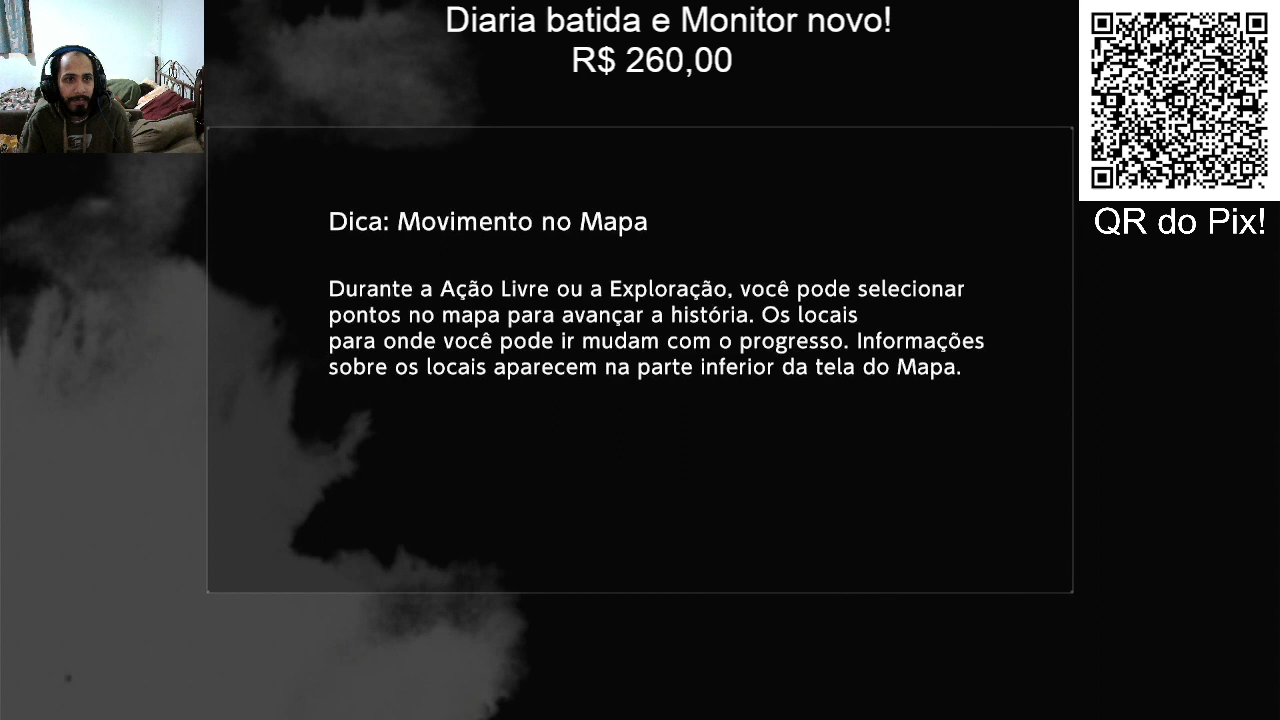 Diaria batida e Monitor novo!
R$ 260,00
QR do Pix!
Dica: Movimento no Mapa
Durante a Ação Livre ou a Exploração, você pode selecionar
pontos no mapa para avançar a história. Os locais
para onde você pode ir mudam com o progresso. Informações
sobre os locais aparecem na parte inferior da tela do Mapa.